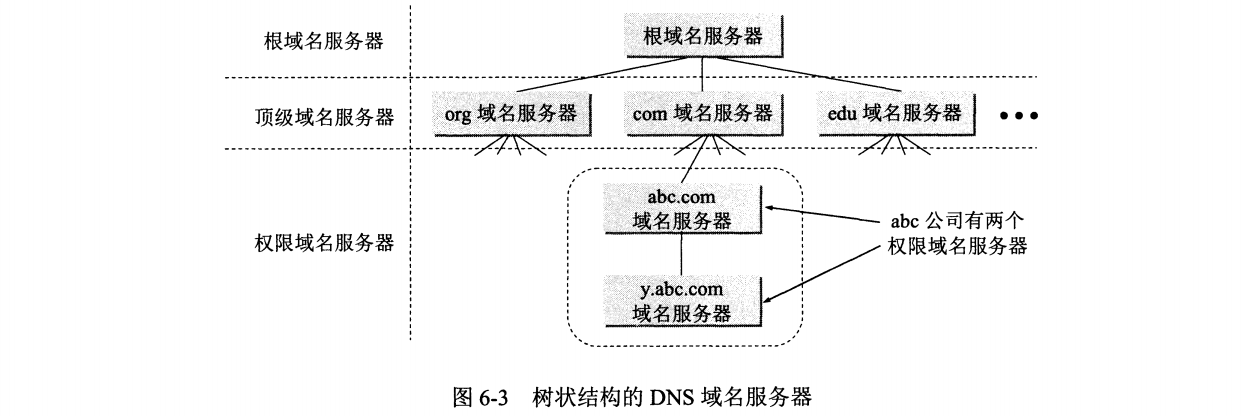 根域名服务器
根域名服务器
顶级域名服务器
org 域名服务器
com 域名服务器
edu 域名服务器
•••
权限域名服务器
abc.com
域名服务器
y.abc.com
域名服务器
abc 公司有两个
权限域名服务器
图 6-3 树状结构的 DNS 域名服务器